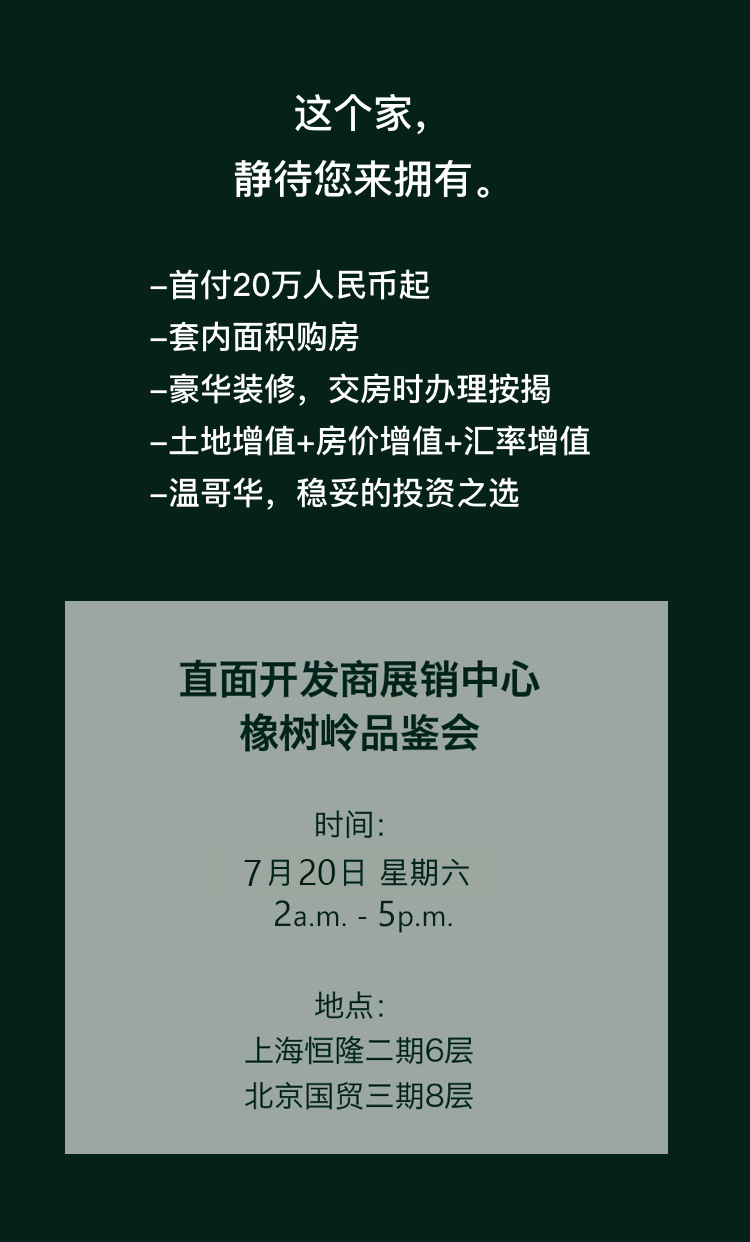 这个家，
静待您来拥有。
-首付20万人民币起
-套内面积购房
-豪华装修，交房时办理按揭
-土地增值+房价增值+汇率增值
-温哥华，稳妥的投资之选
直面开发商展销中心
橡树岭品鉴会
时间：
7月20日 星期六
2a.m. - 5p.m.
地点：
上海恒隆二期6层
北京国贸三期8层